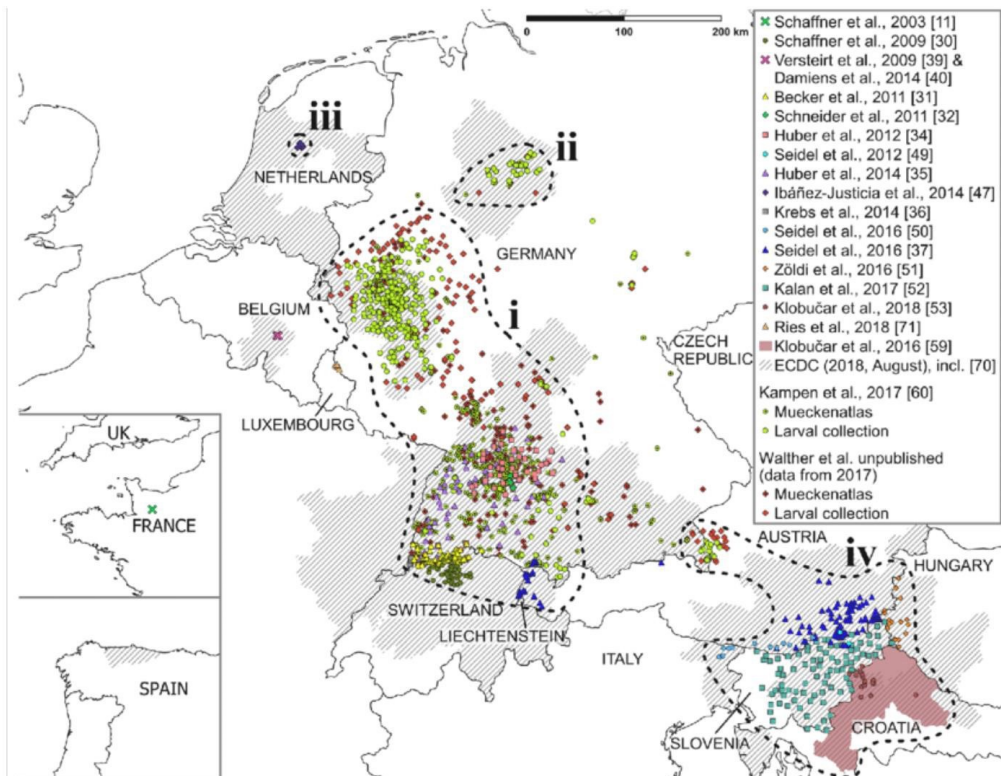 0 100 200 km
iii
NETHERLANDS
ii
GERMANY
BELGIUM
i
CZECH
REPUBLIC
LUXEMBOURG
UK
FRANCE
AUSTRIA
iv
HUNGARY
SWITZERLAND
LIECHTENSTEIN
ITALY
SPAIN
SLOVENIA
CROATIA
Schaffner et al., 2003 [11]
Schaffner et al., 2009 [30]
Versteirt et al., 2009 [39] &
Damiens et al., 2014 [40]
Becker et al., 2011 [31]
Schneider et al., 2011 [32]
Huber et al., 2012 [34]
Seidel et al., 2012 [49]
Huber et al., 2014 [35]
Ibáñez-Justicia et al., 2014 [47]
Krebs et al., 2014 [36]
Seidel et al., 2016 [50]
Seidel et al., 2016 [37]
Zöldi et al., 2016 [51]
Kalan et al., 2017 [52]
Klobučar et al., 2018 [53]
Ries et al., 2018 [71]
Klobučar et al., 2016 [59]
ECDC (2018, August), incl. [70]
Kampen et al., 2017 [60]
Mueckenatlas
Larval collection
Walther et al. unpublished
(data from 2017)
Mueckenatlas
Larval collection